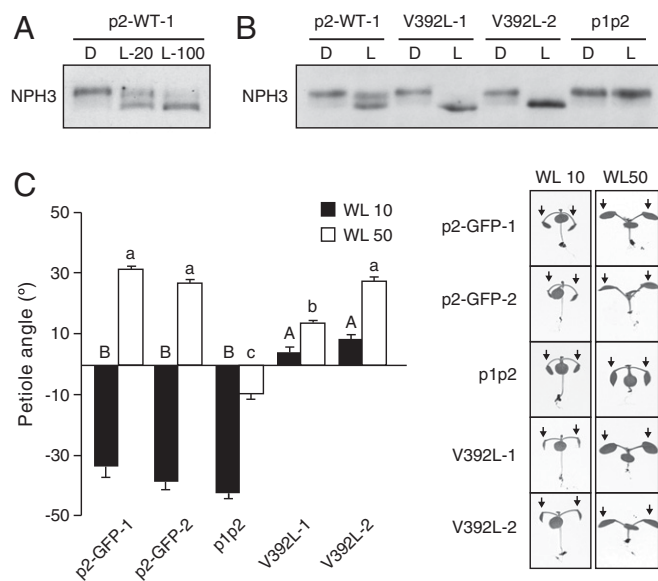 A
p2-WT-1
D L-20 L-100
NPH3
B
p2-WT-1 V392L-1 V392L-2 p1p2
D L D L D L D L
NPH3
C
50
30
10
-10
-30
-50
Petiole angle (°)
WL 10
WL 50
B a B a B c A b A a
p2-GFP-1
p2-GFP-2
p1p2
V392L-1
V392L-2
WL 10 WL50
p2-GFP-1
p2-GFP-2
p1p2
V392L-1
V392L-2